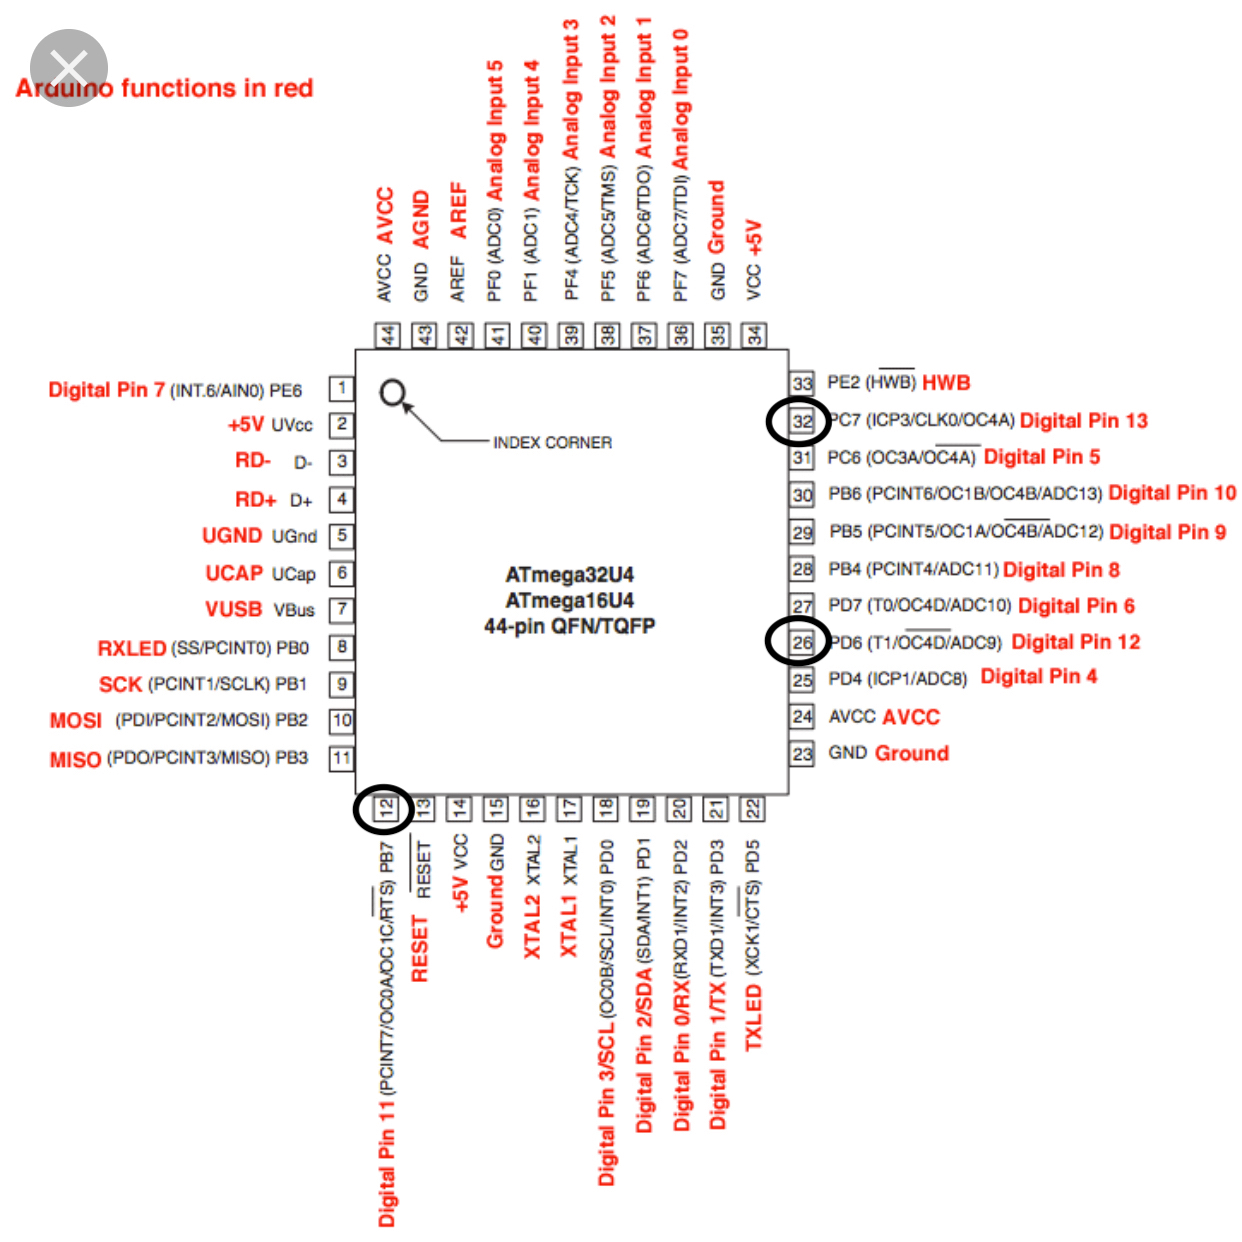 Arduino functions in red
AVCC AVCC
GND AGND
AREF AREF
PF0 (ADC0) Analog Input 5
PF1 (ADC1) Analog Input 4
PF4 (ADC4/TCK) Analog Input 3
PF5 (ADC5/TMS) Analog Input 2
PF6 (ADC6/TDO) Analog Input 1
PF7 (ADC7/TDI) Analog Input 0
GND Ground
VCC +5V
44 43 42 41 40 39 38 37 36 35 34
Digital Pin 7 (INT.6/AIN0) PE6 1
+5V UVcc 2
RD- D- 3
RD+ D+ 4
UGND UGnd 5
UCAP UCap 6
VUSB VBus 7
RXLED (SS/PCINT0) PB0 8
SCK (PCINT1/SCLK) PB1 9
MOSI (PDI/PCINT2/MOSI) PB2 10
MISO (PDO/PCINT3/MISO) PB3 11
INDEX CORNER
ATmega32U4
ATmega16U4
44-pin QFN/TQFP
33 PE2 (HWB) HWB
32 PC7 (ICP3/CLK0/OC4A) Digital Pin 13
31 PC6 (OC3A/OC4A) Digital Pin 5
30 PB6 (PCINT6/OC1B/OC4B/ADC13) Digital Pin 10
29 PB5 (PCINT5/OC1A/OC4B/ADC12) Digital Pin 9
28 PB4 (PCINT4/ADC11) Digital Pin 8
27 PD7 (T0/OC4D/ADC10) Digital Pin 6
26 PD6 (T1/OC4D/ADC9) Digital Pin 12
25 PD4 (ICP1/ADC8) Digital Pin 4
24 AVCC AVCC
23 GND Ground
12 13 14 15 16 17 18 19 20 21 22
Digital Pin 11 (PCINT7/OC0A/OC1C/RTS) PB7
RESET RESET
+5V VCC
Ground GND
XTAL2 XTAL2
XTAL1 XTAL1
Digital Pin 3/SCL (OC0B/SCL/INT0) PD0
Digital Pin 2/SDA (SDA/INT1) PD1
Digital Pin 0/RX (RXD1/INT2) PD2
Digital Pin 1/TX (TXD1/INT3) PD3
TXLED (XCK1/CTS) PD5